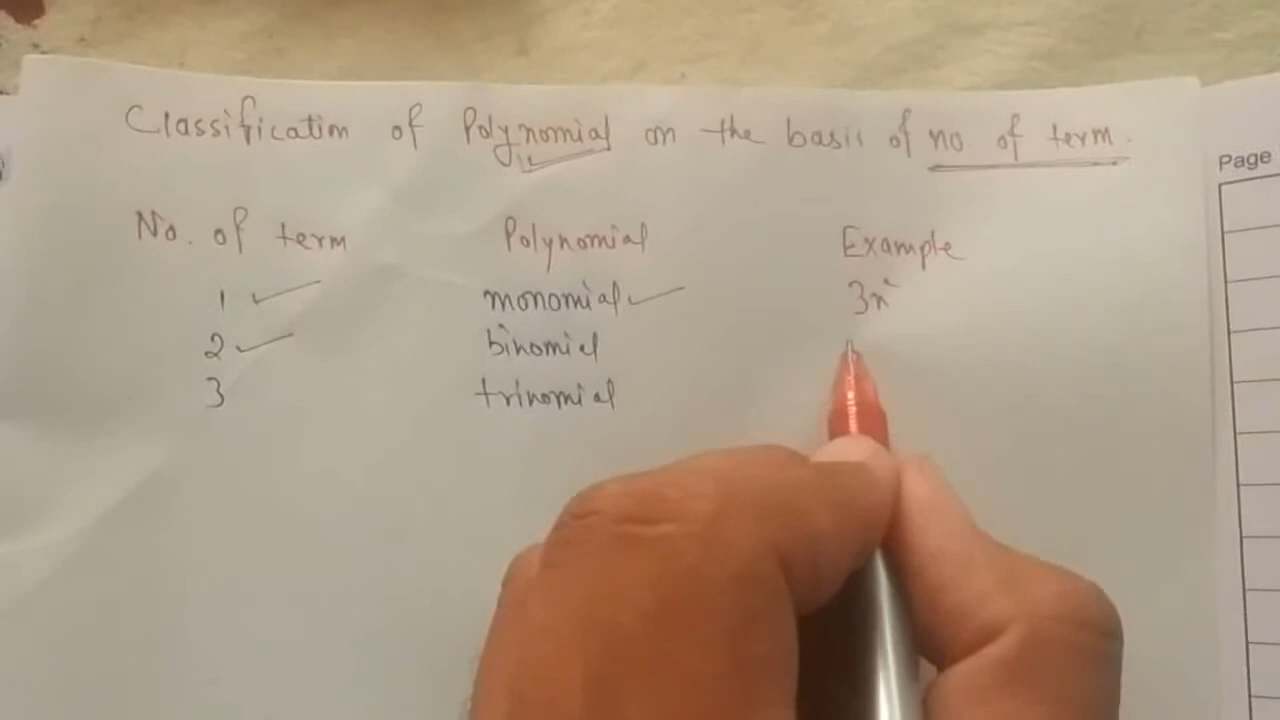 Classification of Polynomial on the basis of no of term.
Page
No. of term Polynomial Example
1 monomial 3x²
2 binomial
3 trinomial